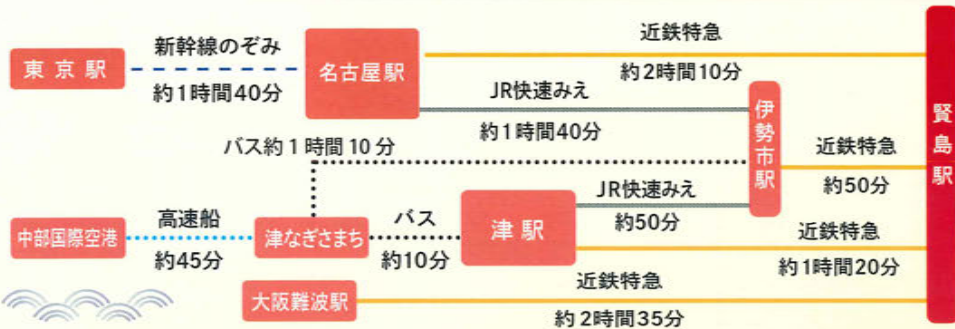 東京駅
新幹線のぞみ
約1時間40分
名古屋駅
近鉄特急
約2時間10分
JR快速みえ
約1時間40分
伊勢市駅
近鉄特急
約50分
賢島駅
バス約1時間10分
中部国際空港
高速船
約45分
津なぎさまち
バス
約10分
津駅
JR快速みえ
約50分
近鉄特急
約1時間20分
大阪難波駅
近鉄特急
約2時間35分